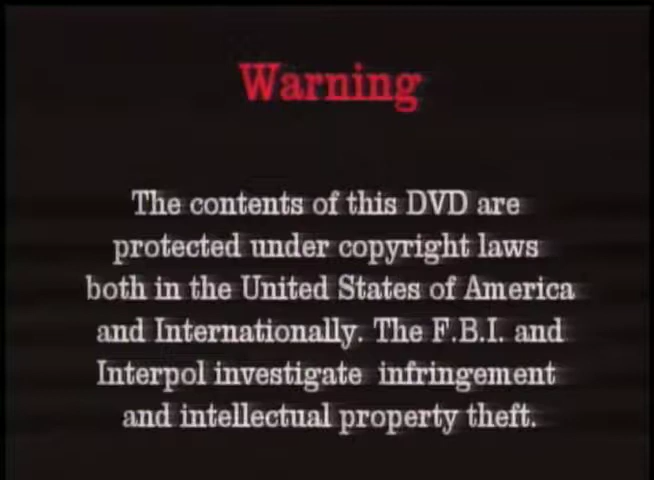 Warning
The contents of this DVD are
protected under copyright laws
both in the United States of America
and Internationally. The F.B.I. and
Interpol investigate infringement
and intellectual property theft.